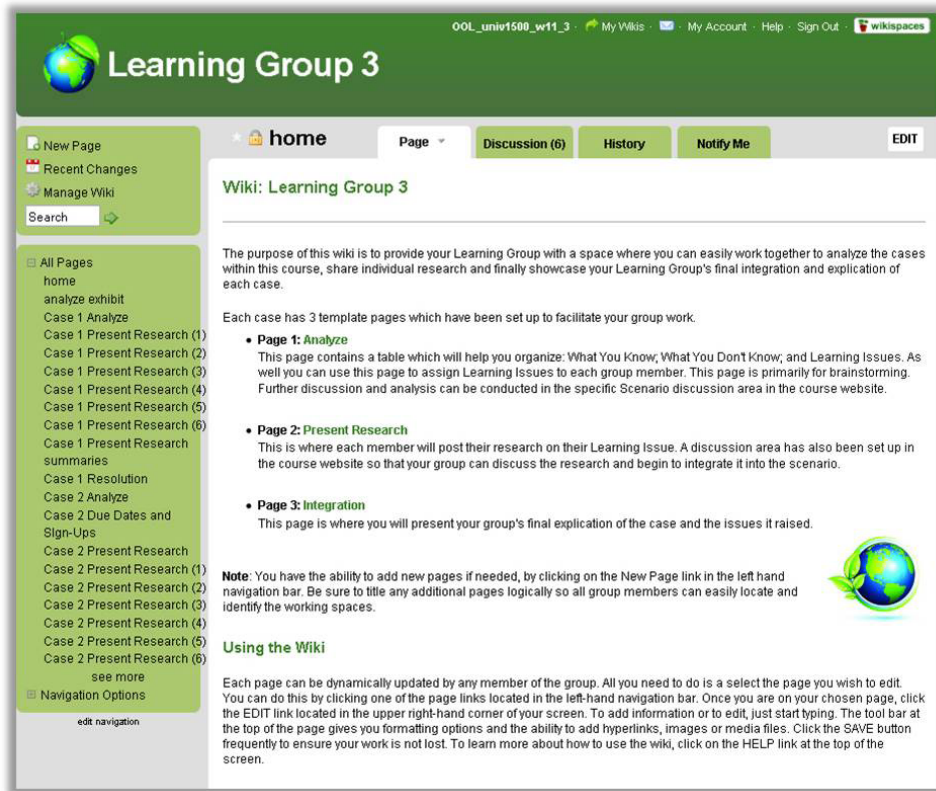 OOL_univ1500_w11_3 · My Wikis · · My Account · Help · Sign Out · wikispaces
Learning Group 3
New Page
Recent Changes
Manage Wiki
Search
All Pages
home
analyze exhibit
Case 1 Analyze
Case 1 Present Research (1)
Case 1 Present Research (2)
Case 1 Present Research (3)
Case 1 Present Research (4)
Case 1 Present Research (5)
Case 1 Present Research (6)
Case 1 Present Research
summaries
Case 1 Resolution
Case 2 Analyze
Case 2 Due Dates and
SIgn-Ups
Case 2 Present Research
Case 2 Present Research (1)
Case 2 Present Research (2)
Case 2 Present Research (3)
Case 2 Present Research (4)
Case 2 Present Research (5)
Case 2 Present Research (6)
see more
Navigation Options
edit navigation
home
Page
Discussion (6)
History
Notify Me
EDIT
Wiki: Learning Group 3
The purpose of this wiki is to provide your Learning Group with a space where you can easily work together to analyze the cases
within this course, share individual research and finally showcase your Learning Group's final integration and explication of
each case.
Each case has 3 template pages which have been set up to facilitate your group work.
• Page 1: Analyze
This page contains a table which will help you organize: What You Know; What You Don't Know; and Learning Issues. As
well you can use this page to assign Learning Issues to each group member. This page is primarily for brainstorming.
Further discussion and analysis can be conducted in the specific Scenario discussion area in the course website.
• Page 2: Present Research
This is where each member will post their research on their Learning Issue. A discussion area has also been set up in
the course website so that your group can discuss the research and begin to integrate it into the scenario.
• Page 3: Integration
This page is where you will present your group's final explication of the case and the issues it raised.
Note: You have the ability to add new pages if needed, by clicking on the New Page link in the left hand
navigation bar. Be sure to title any additional pages logically so all group members can easily locate and
identify the working spaces.
Using the Wiki
Each page can be dynamically updated by any member of the group. All you need to do is a select the page you wish to edit.
You can do this by clicking one of the page links located in the left-hand navigation bar. Once you are on your chosen page, click
the EDIT link located in the upper right-hand corner of your screen. To add information or to edit, just start typing. The tool bar at
the top of the page gives you formatting options and the ability to add hyperlinks, images or media files. Click the SAVE button
frequently to ensure your work is not lost. To learn more about how to use the wiki, click on the HELP link at the top of the
screen.